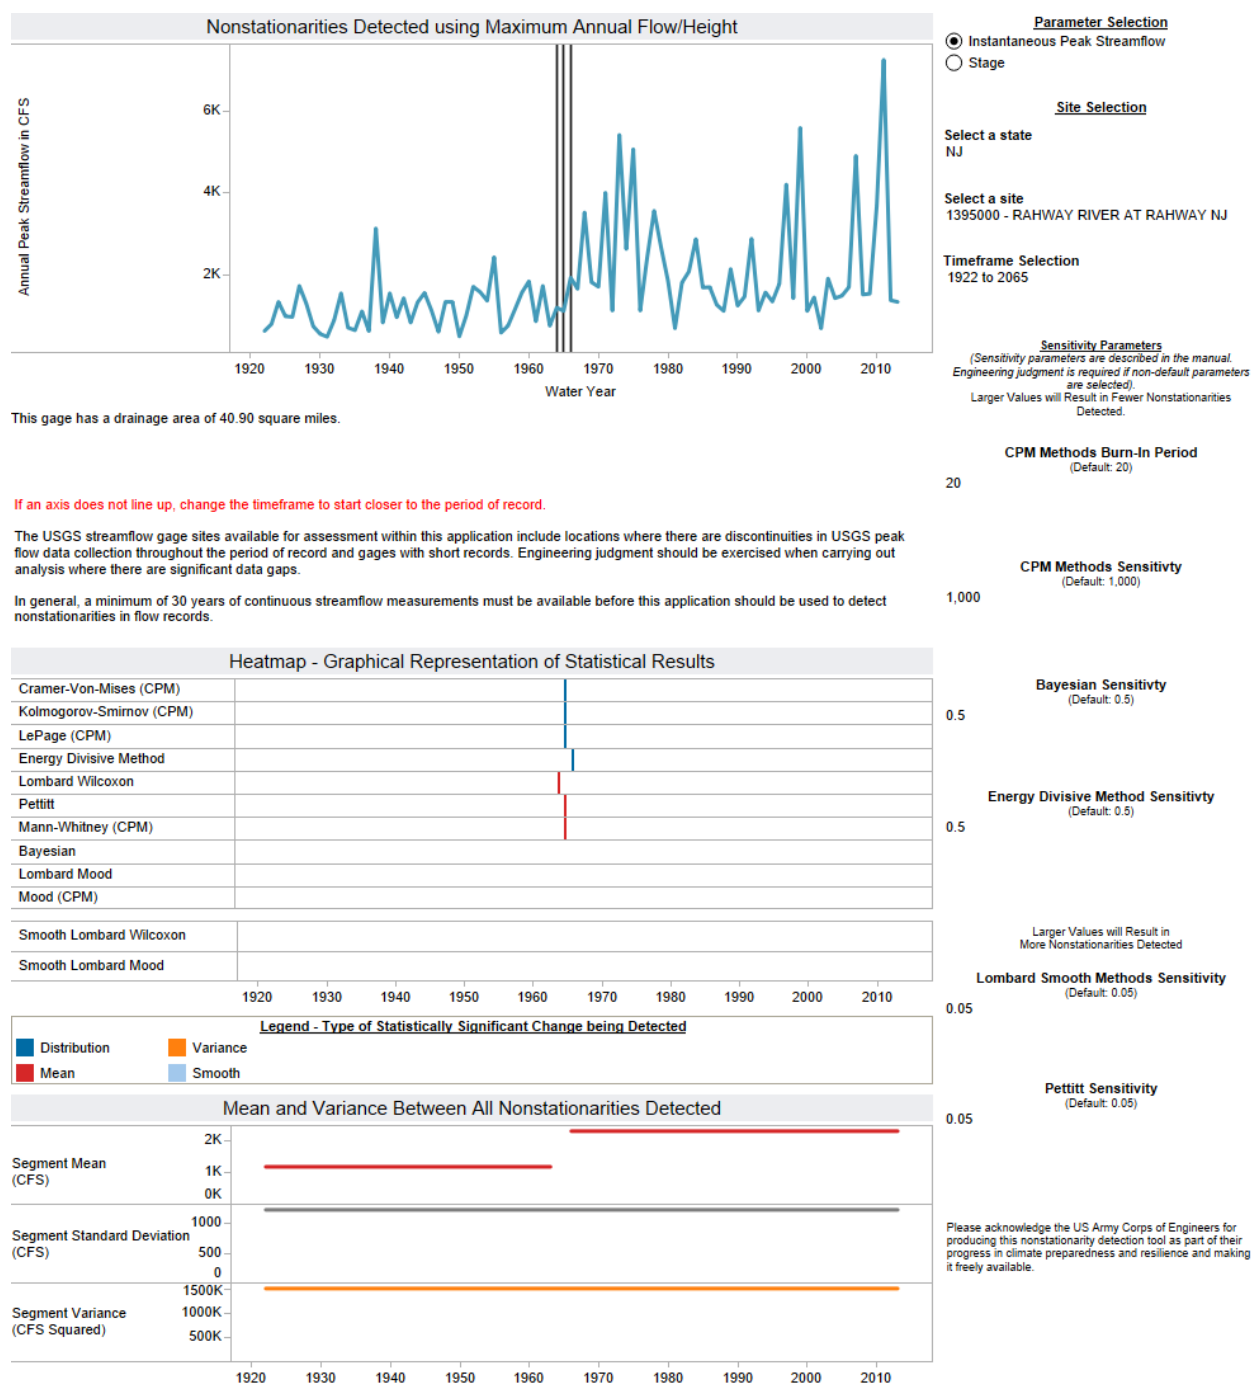 Nonstationarities Detected using Maximum Annual Flow/Height
Annual Peak Streamflow in CFS
6K
4K
2K
1920 1930 1940 1950 1960 1970 1980 1990 2000 2010
Water Year
This gage has a drainage area of 40.90 square miles.
If an axis does not line up, change the timeframe to start closer to the period of record.
The USGS streamflow gage sites available for assessment within this application include locations where there are discontinuities in USGS peak
flow data collection throughout the period of record and gages with short records. Engineering judgment should be exercised when carrying out
analysis where there are significant data gaps.
In general, a minimum of 30 years of continuous streamflow measurements must be available before this application should be used to detect
nonstationarities in flow records.
Heatmap - Graphical Representation of Statistical Results
Cramer-Von-Mises (CPM)
Kolmogorov-Smirnov (CPM)
LePage (CPM)
Energy Divisive Method
Lombard Wilcoxon
Pettitt
Mann-Whitney (CPM)
Bayesian
Lombard Mood
Mood (CPM)
Smooth Lombard Wilcoxon
Smooth Lombard Mood
1920 1930 1940 1950 1960 1970 1980 1990 2000 2010
Legend - Type of Statistically Significant Change being Detected
Distribution
Variance
Mean
Smooth
Mean and Variance Between All Nonstationarities Detected
Segment Mean
(CFS)
2K
1K
0K
Segment Standard Deviation
(CFS)
1000
500
0
Segment Variance
(CFS Squared)
1500K
1000K
500K
1920 1930 1940 1950 1960 1970 1980 1990 2000 2010
Parameter Selection
Instantaneous Peak Streamflow
Stage
Site Selection
Select a state
NJ
Select a site
1395000 - RAHWAY RIVER AT RAHWAY NJ
Timeframe Selection
1922 to 2065
Sensitivity Parameters
(Sensitivity parameters are described in the manual.
Engineering judgment is required if non-default parameters
are selected).
Larger Values will Result in Fewer Nonstationarities
Detected.
CPM Methods Burn-In Period
(Default: 20)
20
CPM Methods Sensitivty
(Default: 1,000)
1,000
Bayesian Sensitivty
(Default: 0.5)
0.5
Energy Divisive Method Sensitivty
(Default: 0.5)
0.5
Larger Values will Result in
More Nonstationarities Detected
Lombard Smooth Methods Sensitivity
(Default: 0.05)
0.05
Pettitt Sensitivity
(Default: 0.05)
0.05
Please acknowledge the US Army Corps of Engineers for
producing this nonstationarity detection tool as part of their
progress in climate preparedness and resilience and making
it freely available.